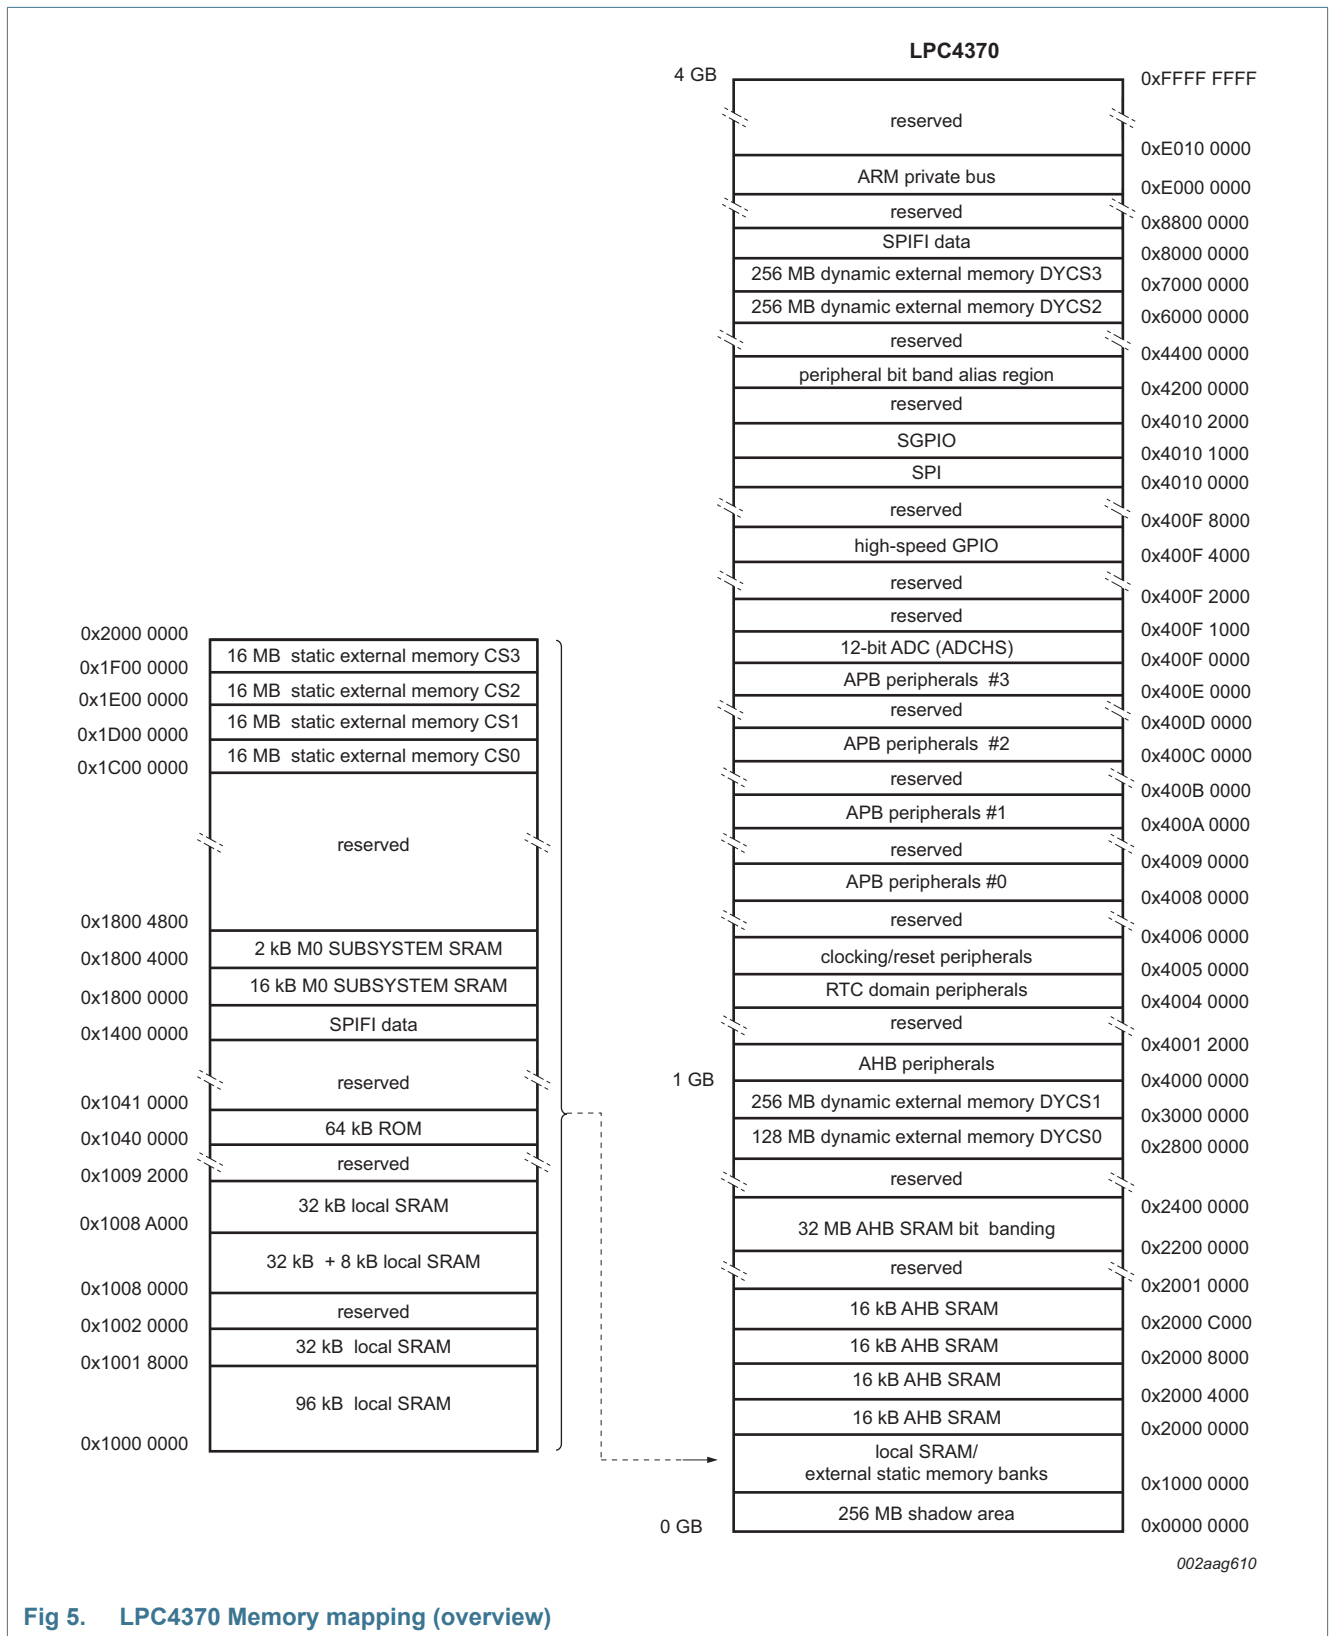 LPC4370
4 GB
0xFFFF FFFF
reserved
0xE010 0000
ARM private bus
0xE000 0000
reserved
0x8800 0000
SPIFI data
0x8000 0000
256 MB dynamic external memory DYCS3
0x7000 0000
256 MB dynamic external memory DYCS2
0x6000 0000
reserved
0x4400 0000
peripheral bit band alias region
0x4200 0000
reserved
0x4010 2000
SGPIO
0x4010 1000
SPI
0x4010 0000
reserved
0x400F 8000
high-speed GPIO
0x400F 4000
reserved
0x400F 2000
reserved
0x400F 1000
12-bit ADC (ADCHS)
0x400F 0000
APB peripherals #3
0x400E 0000
reserved
0x400D 0000
APB peripherals #2
0x400C 0000
reserved
0x400B 0000
APB peripherals #1
0x400A 0000
reserved
0x4009 0000
APB peripherals #0
0x4008 0000
reserved
0x4006 0000
clocking/reset peripherals
0x4005 0000
RTC domain peripherals
0x4004 0000
reserved
0x4001 2000
AHB peripherals
1 GB
0x4000 0000
256 MB dynamic external memory DYCS1
0x3000 0000
128 MB dynamic external memory DYCS0
0x2800 0000
reserved
0x2400 0000
32 MB AHB SRAM bit banding
0x2200 0000
reserved
0x2001 0000
16 kB AHB SRAM
0x2000 C000
16 kB AHB SRAM
0x2000 8000
16 kB AHB SRAM
0x2000 4000
16 kB AHB SRAM
0x2000 0000
local SRAM/
external static memory banks
0x1000 0000
256 MB shadow area
0 GB
0x0000 0000
0x2000 0000
16 MB static external memory CS3
0x1F00 0000
16 MB static external memory CS2
0x1E00 0000
16 MB static external memory CS1
0x1D00 0000
16 MB static external memory CS0
0x1C00 0000
reserved
0x1800 4800
2 kB M0 SUBSYSTEM SRAM
0x1800 4000
16 kB M0 SUBSYSTEM SRAM
0x1800 0000
SPIFI data
0x1400 0000
reserved
0x1041 0000
64 kB ROM
0x1040 0000
reserved
0x1009 2000
32 kB local SRAM
0x1008 A000
32 kB + 8 kB local SRAM
0x1008 0000
reserved
0x1002 0000
32 kB local SRAM
0x1001 8000
96 kB local SRAM
0x1000 0000
002aag610
Fig 5. LPC4370 Memory mapping (overview)